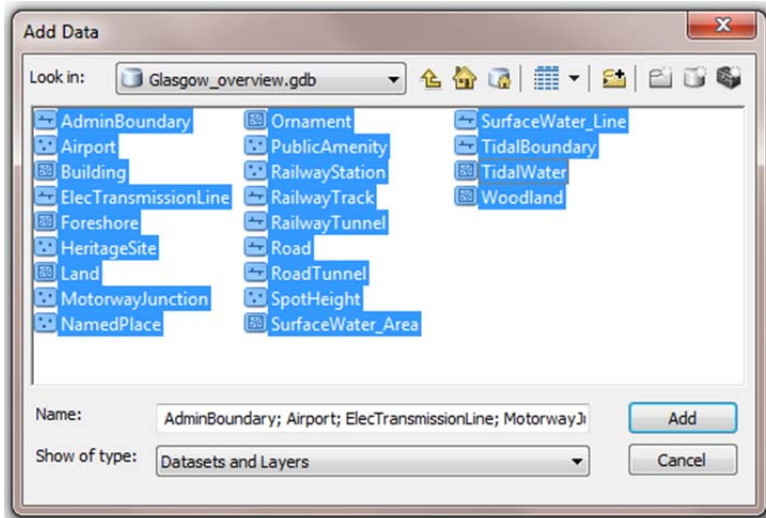 Add Data
Look in: Glasgow_overview.gdb
AdminBoundary
Airport
Building
ElecTransmissionLine
Foreshore
HeritageSite
Land
MotorwayJunction
NamedPlace
Ornament
PublicAmenity
RailwayStation
RailwayTrack
RailwayTunnel
Road
RoadTunnel
SpotHeight
SurfaceWater_Area
SurfaceWater_Line
TidalBoundary
TidalWater
Woodland
Name: AdminBoundary; Airport; ElecTransmissionLine; MotorwayJu
Add
Show of type: Datasets and Layers
Cancel